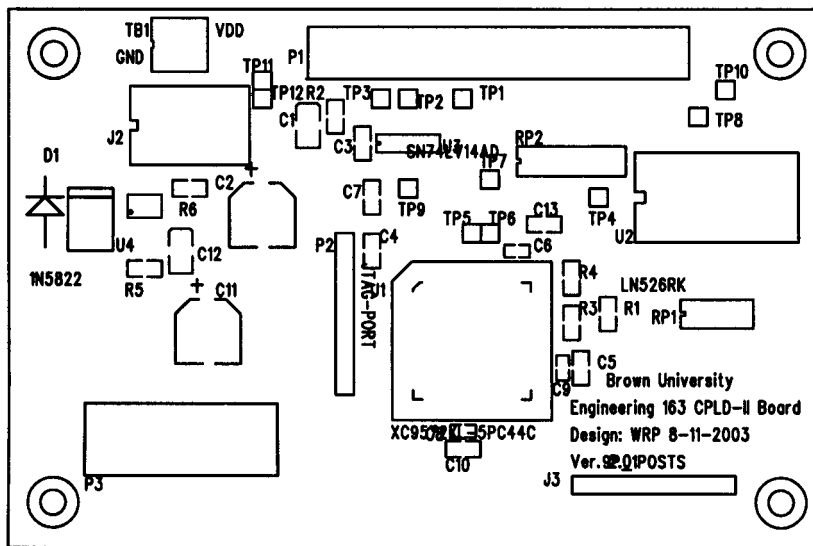 TB1 VDD
GND
P1
TP11
TP12 R2 TP3 TP2 TP1
TP10
TP8
C1
J2
C3
U3
SN74LV14AD
RP2
D1
TP7
C2
R6
C7
TP9
TP4
C13
TP5 TP6
U2
U4
C12
P2
C4
C6
1N5822
R5
C11
U1
JTAG-PORT
R4
LN526RK
R3
R1
RP1
C9
C5
Brown University
Engineering 163 CPLD-II Board
Design: WRP 8-11-2003
C10
P3
J3